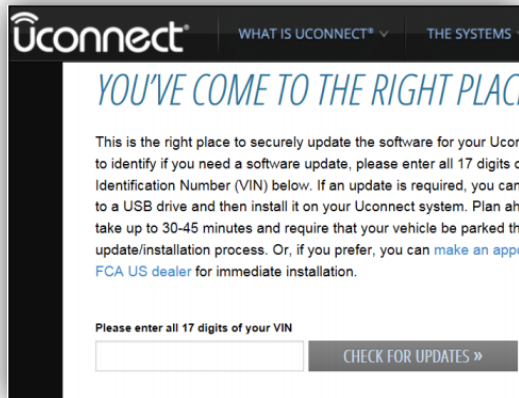 uconnect®
WHAT IS UCONNECT®
THE SYSTEMS
YOU'VE COME TO THE RIGHT PLAC
This is the right place to securely update the software for your Ucon
to identify if you need a software update, please enter all 17 digits o
Identification Number (VIN) below. If an update is required, you can
to a USB drive and then install it on your Uconnect system. Plan ah
take up to 30-45 minutes and require that your vehicle be parked th
update/installation process. Or, if you prefer, you can make an appo
FCA US dealer for immediate installation.
Please enter all 17 digits of your VIN
CHECK FOR UPDATES »